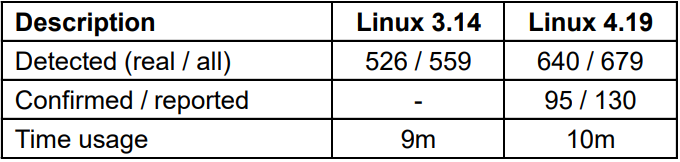 Description Linux 3.14 Linux 4.19
Detected (real / all) 526 / 559 640 / 679
Confirmed / reported - 95 / 130
Time usage 9m 10m